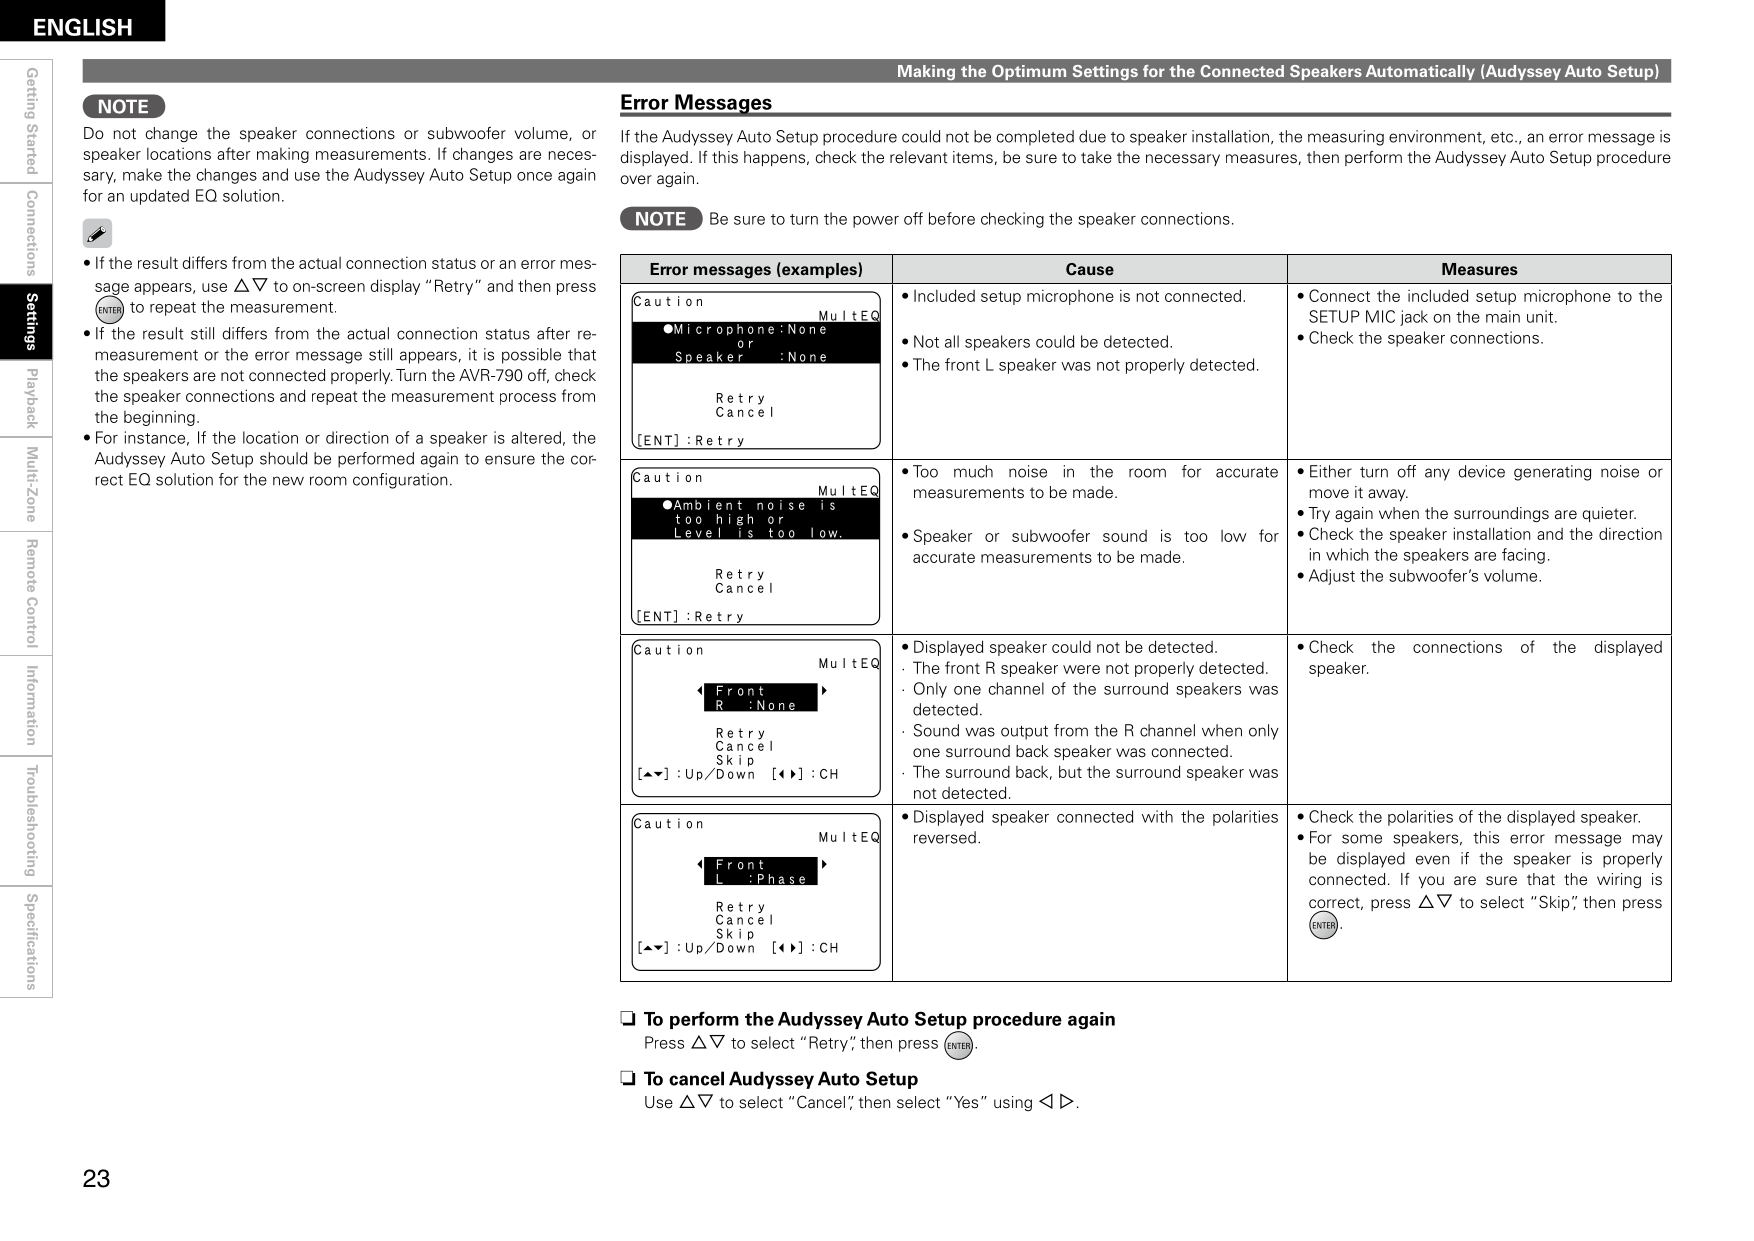 ENGLISH
Getting Started
Connections
Settings
Playback
Multi-Zone
Remote Control
Information
Troubleshooting
Specifications
Making the Optimum Settings for the Connected Speakers Automatically (Audyssey Auto Setup)
NOTE
Do not change the speaker connections or subwoofer volume, or
speaker locations after making measurements. If changes are neces-
sary, make the changes and use the Audyssey Auto Setup once again
for an updated EQ solution.
• If the result differs from the actual connection status or an error mes-
sage appears, use △▽ to on-screen display “Retry” and then press
ENTER to repeat the measurement.
• If the result still differs from the actual connection status after re-
measurement or the error message still appears, it is possible that
the speakers are not connected properly. Turn the AVR-790 off, check
the speaker connections and repeat the measurement process from
the beginning.
• For instance, If the location or direction of a speaker is altered, the
Audyssey Auto Setup should be performed again to ensure the cor-
rect EQ solution for the new room configuration.
Error Messages
If the Audyssey Auto Setup procedure could not be completed due to speaker installation, the measuring environment, etc., an error message is
displayed. If this happens, check the relevant items, be sure to take the necessary measures, then perform the Audyssey Auto Setup procedure
over again.
NOTE Be sure to turn the power off before checking the speaker connections.
Error messages (examples) Cause Measures
Caution
MultEQ
●Microphone:None
or
Speaker :None
Retry
Cancel
[ENT]:Retry
• Included setup microphone is not connected.
• Not all speakers could be detected.
• The front L speaker was not properly detected.
• Connect the included setup microphone to the
SETUP MIC jack on the main unit.
• Check the speaker connections.
Caution
MultEQ
●Ambient noise is
too high or
Level is too low.
Retry
Cancel
[ENT]:Retry
• Too much noise in the room for accurate
measurements to be made.
• Speaker or subwoofer sound is too low for
accurate measurements to be made.
• Either turn off any device generating noise or
move it away.
• Try again when the surroundings are quieter.
• Check the speaker installation and the direction
in which the speakers are facing.
• Adjust the subwoofer’s volume.
Caution
MultEQ
◀ Front ▶
R :None
Retry
Cancel
Skip
[▲▼]:Up/Down [◀▶]:CH
• Displayed speaker could not be detected.
· The front R speaker were not properly detected.
· Only one channel of the surround speakers was
detected.
· Sound was output from the R channel when only
one surround back speaker was connected.
· The surround back, but the surround speaker was
not detected.
• Check the connections of the displayed
speaker.
Caution
MultEQ
◀ Front ▶
L :Phase
Retry
Cancel
Skip
[▲▼]:Up/Down [◀▶]:CH
• Displayed speaker connected with the polarities
reversed.
• Check the polarities of the displayed speaker.
• For some speakers, this error message may
be displayed even if the speaker is properly
connected. If you are sure that the wiring is
correct, press △▽ to select “Skip”, then press
ENTER.
❏ To perform the Audyssey Auto Setup procedure again
Press △▽ to select “Retry”, then press ENTER.
❏ To cancel Audyssey Auto Setup
Use △▽ to select “Cancel”, then select “Yes” using ◁ ▷.
23